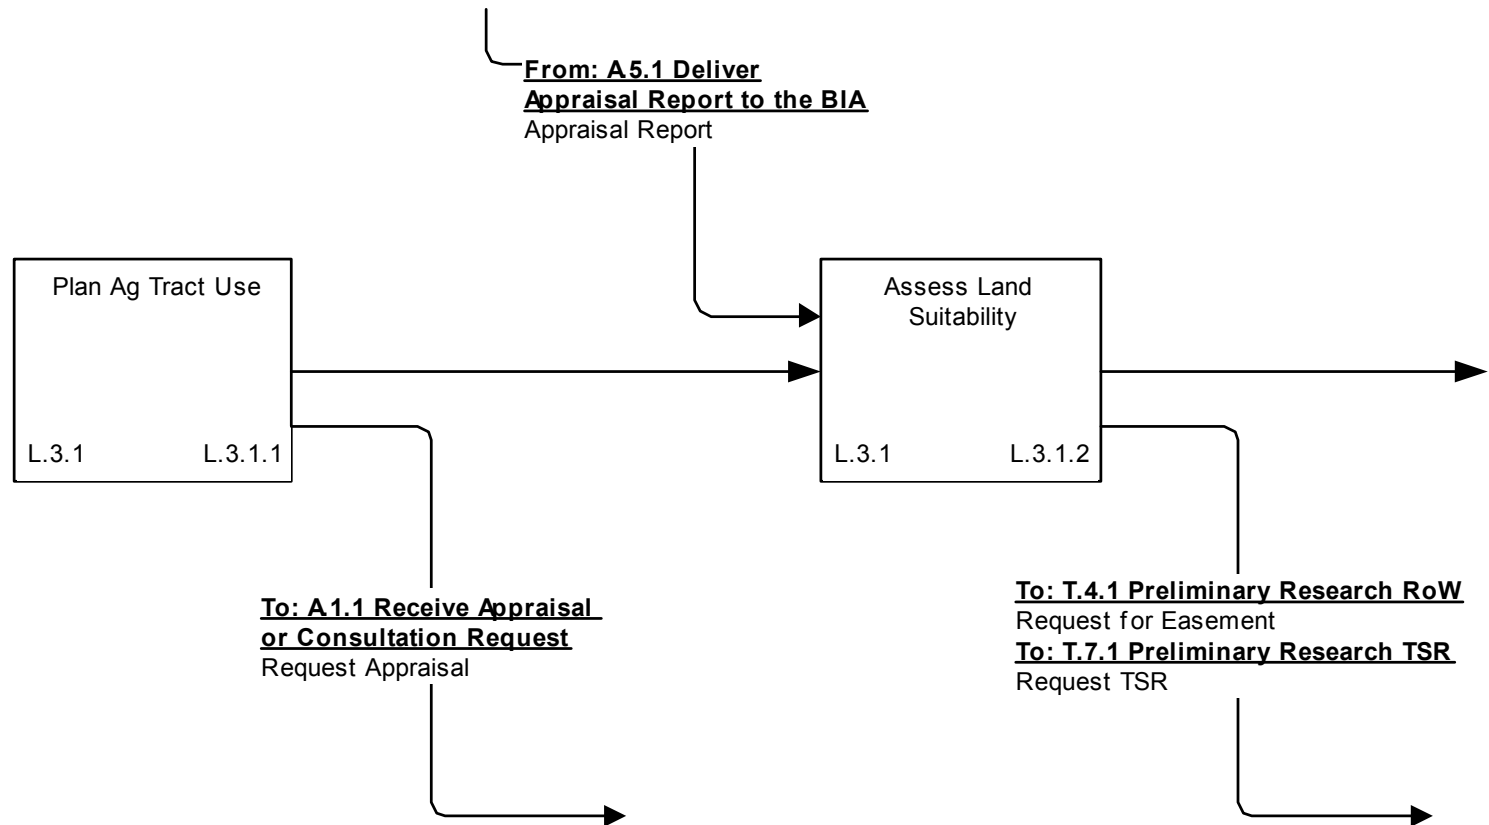 From: A.5.1 Deliver
Appraisal Report to the BIA
Appraisal Report
Plan Ag Tract Use
L.3.1 L.3.1.1
Assess Land
Suitability
L.3.1 L.3.1.2
To: A.1.1 Receive Appraisal
or Consultation Request
Request Appraisal
To: T.4.1 Preliminary Research RoW
Request for Easement
To: T.7.1 Preliminary Research TSR
Request TSR